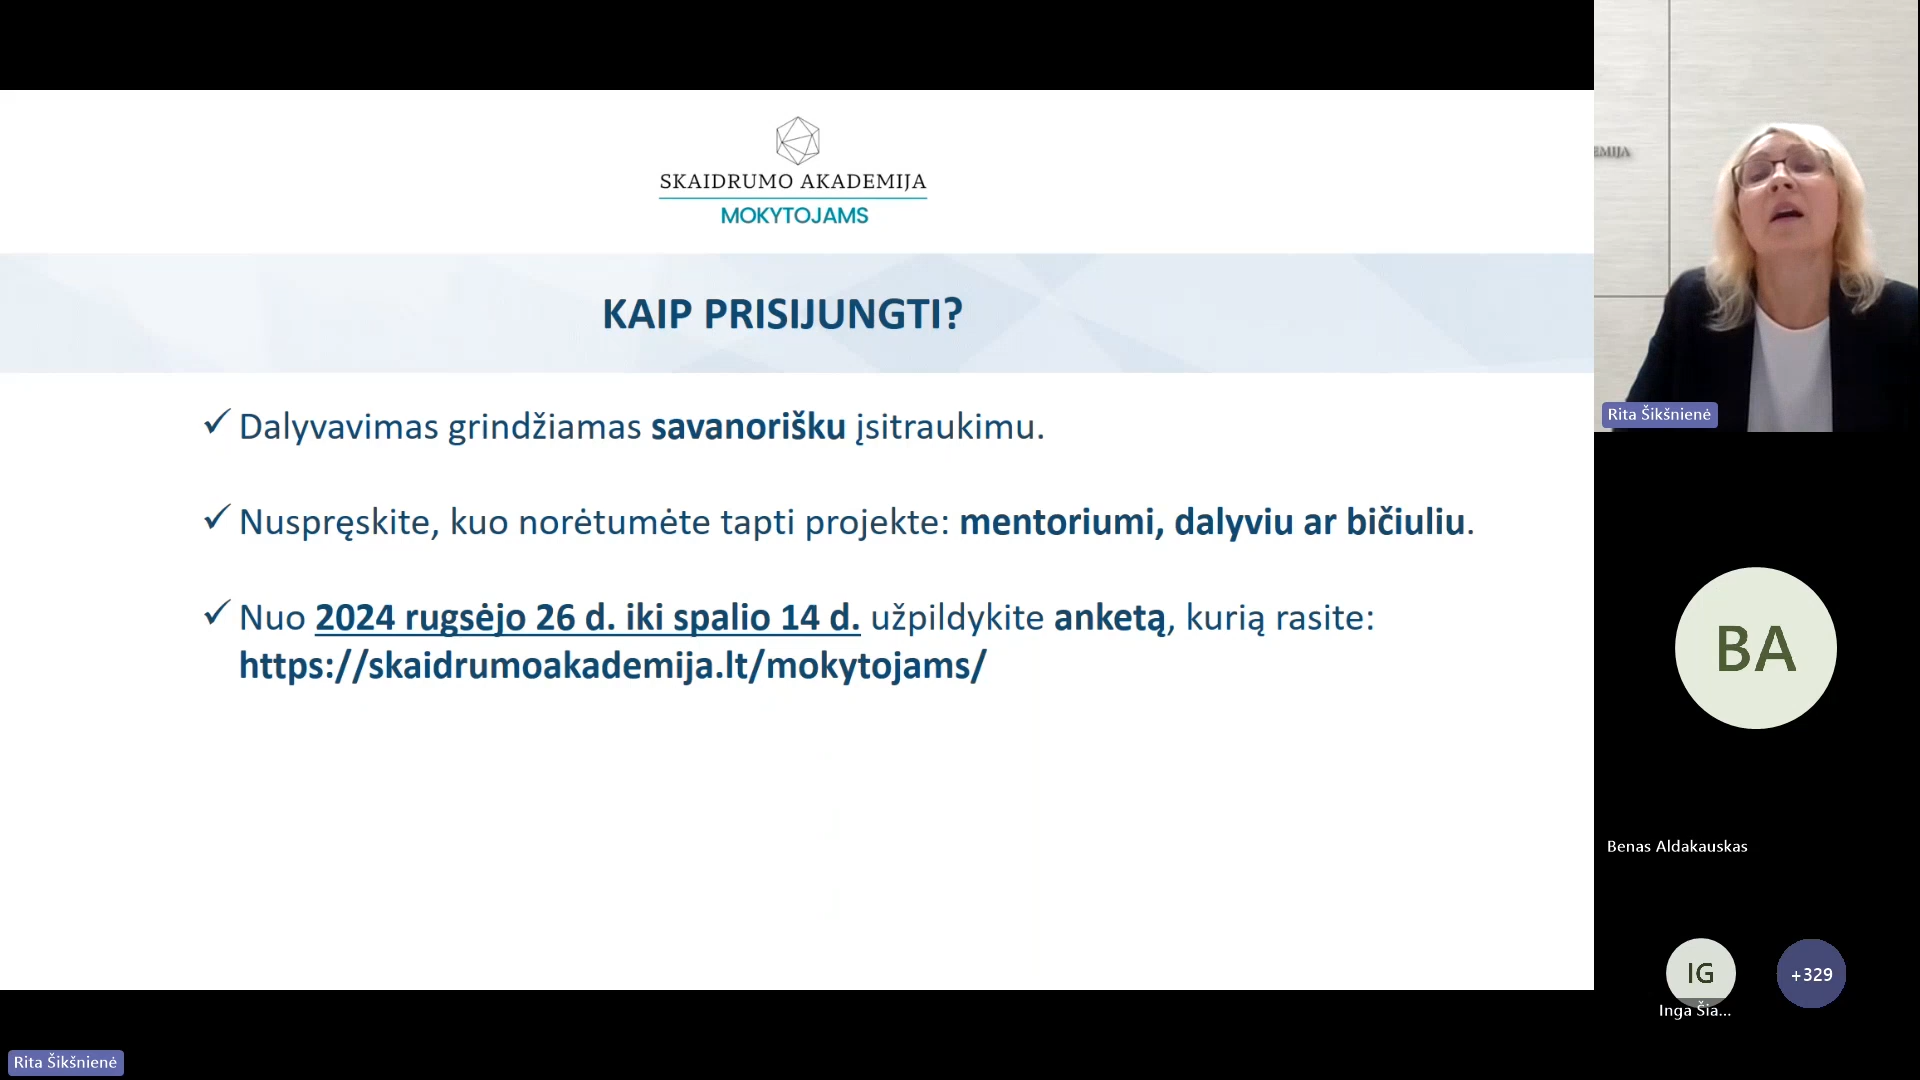 SKAIDRUMO AKADEMIJA
MOKYTOJAMS
KAIP PRISIJUNGTI?
✓ Dalyvavimas grindžiamas savanorišku įsitraukimu.
✓ Nuspręskite, kuo norėtumėte tapti projekte: mentoriumi, dalyviu ar bičiuliu.
✓ Nuo 2024 rugsėjo 26 d. iki spalio 14 d. užpildykite anketą, kurią rasite:
https://skaidrumoakademija.lt/mokytojams/
EMIJA
Rita Šikšnienė
BA
Benas Aldakauskas
IG
+329
Inga Šia...
Rita Šikšnienė